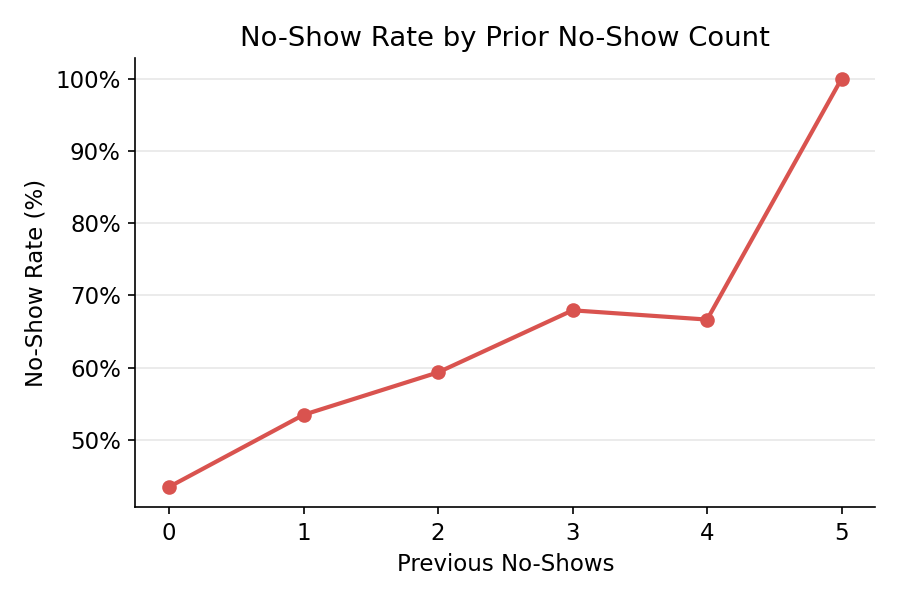 No-Show Rate by Prior No-Show Count
No-Show Rate (%)
100%
90%
80%
70%
60%
50%
0 1 2 3 4 5
Previous No-Shows